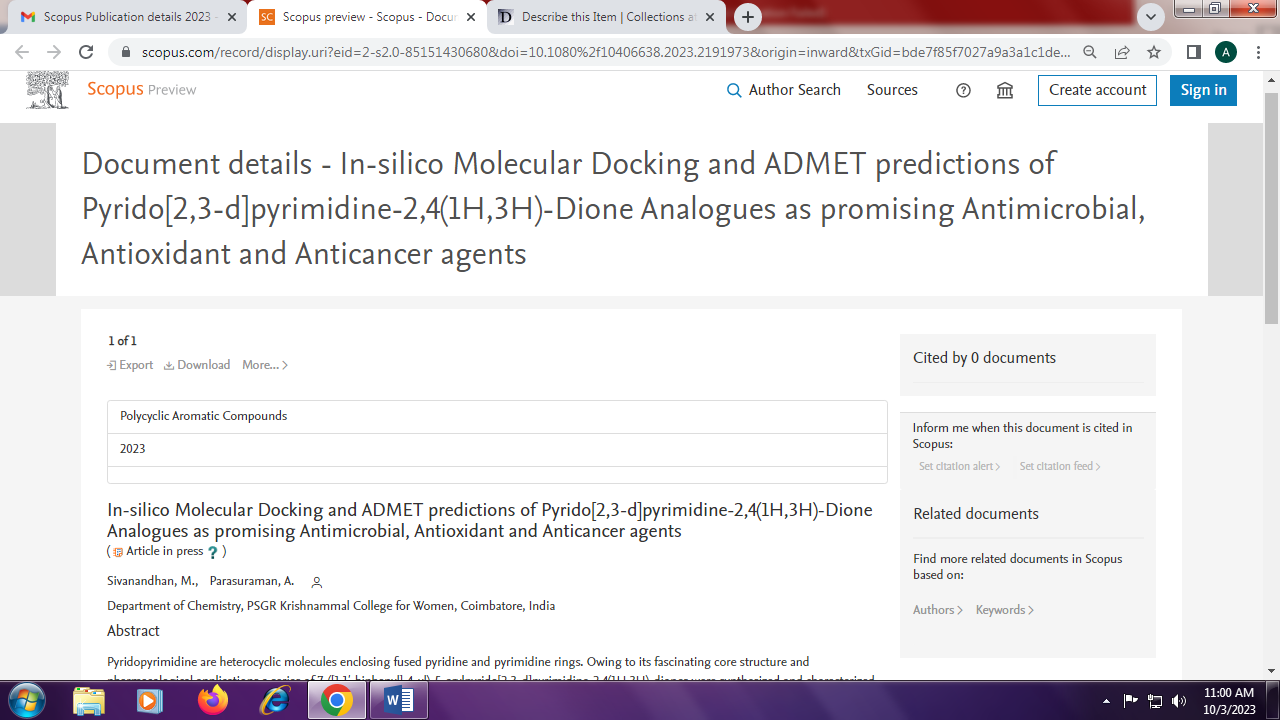 Scopus Publication details 2023 -
Scopus preview - Scopus - Docu
Describe this Item | Collections a
scopus.com/record/display.uri?eid=2-s2.0-85151430680&doi=10.1080%2f10406638.2023.2191973&origin=inward&txGid=bde7f85f7027a9a3a1c1de...
A
Scopus Preview
Author Search
Sources
Create account
Sign in
Document details - In-silico Molecular Docking and ADMET predictions of
Pyrido[2,3-d]pyrimidine-2,4(1H,3H)-Dione Analogues as promising Antimicrobial,
Antioxidant and Anticancer agents
1 of 1
Export Download More... >
Polycyclic Aromatic Compounds
2023
In-silico Molecular Docking and ADMET predictions of Pyrido[2,3-d]pyrimidine-2,4(1H,3H)-Dione
Analogues as promising Antimicrobial, Antioxidant and Anticancer agents
( Article in press ? )
Sivanandhan, M., Parasuraman, A.
Department of Chemistry, PSGR Krishnammal College for Women, Coimbatore, India
Abstract
Pyridopyrimidine are heterocyclic molecules enclosing fused pyridine and pyrimidine rings. Owing to its fascinating core structure and
Cited by 0 documents
Inform me when this document is cited in
Scopus:
Set citation alert > Set citation feed >
Related documents
Find more related documents in Scopus
based on:
Authors > Keywords >
11:00 AM
10/3/2023